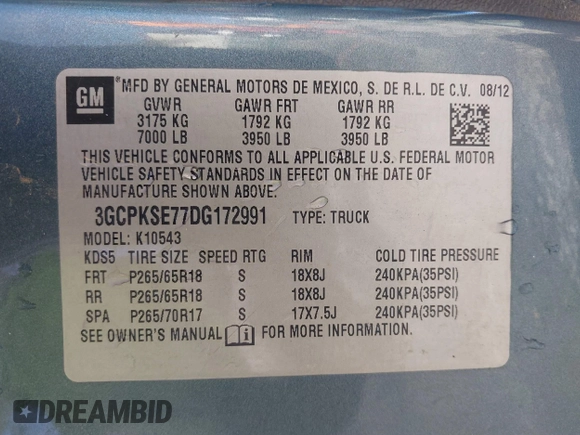 GM
MFD BY GENERAL MOTORS DE MEXICO, S. DE R.L. DE C.V. 08/12
GVWR GAWR FRT GAWR RR
3175 KG 1792 KG 1792 KG
7000 LB 3950 LB 3950 LB
THIS VEHICLE CONFORMS TO ALL APPLICABLE U.S. FEDERAL MOTOR
VEHICLE SAFETY STANDARDS IN EFFECT ON THE DATE OF
MANUFACTURE SHOWN ABOVE.
3GCPKSE77DG172991 TYPE: TRUCK
MODEL: K10543
KDS5 TIRE SIZE SPEED RTG RIM COLD TIRE PRESSURE
FRT P265/65R18 S 18X8J 240KPA(35PSI)
RR P265/65R18 S 18X8J 240KPA(35PSI)
SPA P265/70R17 S 17X7.5J 240KPA(35PSI)
SEE OWNER'S MANUAL FOR MORE INFORMATION.
DREAMBID